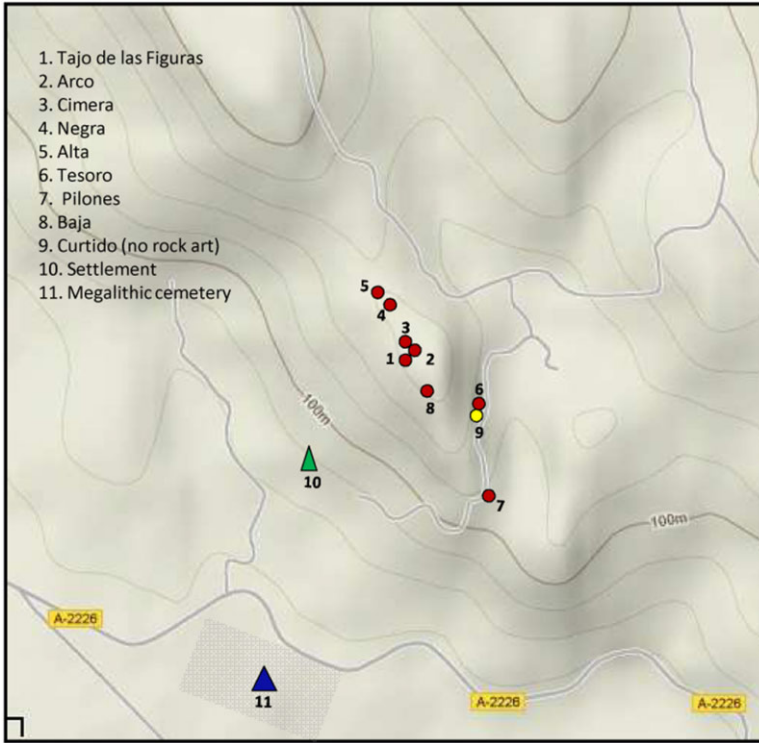 1. Tajo de las Figuras
2. Arco
3. Cimera
4. Negra
5. Alta
6. Tesoro
7. Pilones
8. Baja
9. Curtido (no rock art)
10. Settlement
11. Megalithic cemetery
5
4
3
1
2
8
6
9
100m
10
7
100m
A-2226
11
A-2226
A-2226